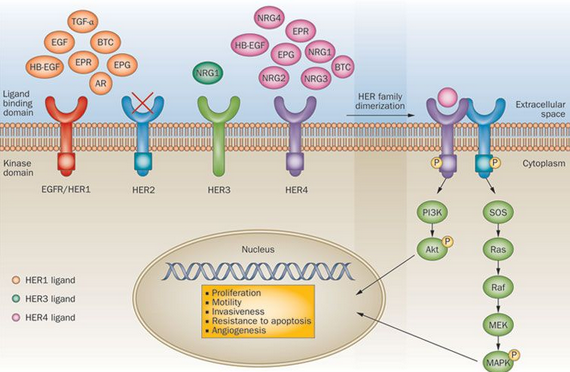 TGF-α
EGF
BTC
HB-EGF
EPR
EPG
AR
NRG1
NRG4
EPR
HB-EGF
EPG
NRG1
BTC
NRG2
NRG3
Ligand
binding
domain
Kinase
domain
EGFR/HER1
HER2
HER3
HER4
HER family
dimerization
Extracellular
space
Cytoplasm
P
P
PI3K
SOS
Akt
P
Ras
Raf
MEK
MAPK
P
Nucleus
▪ Proliferation
▪ Motility
▪ Invasiveness
▪ Resistance to apoptosis
▪ Angiogenesis
HER1 ligand
HER3 ligand
HER4 ligand